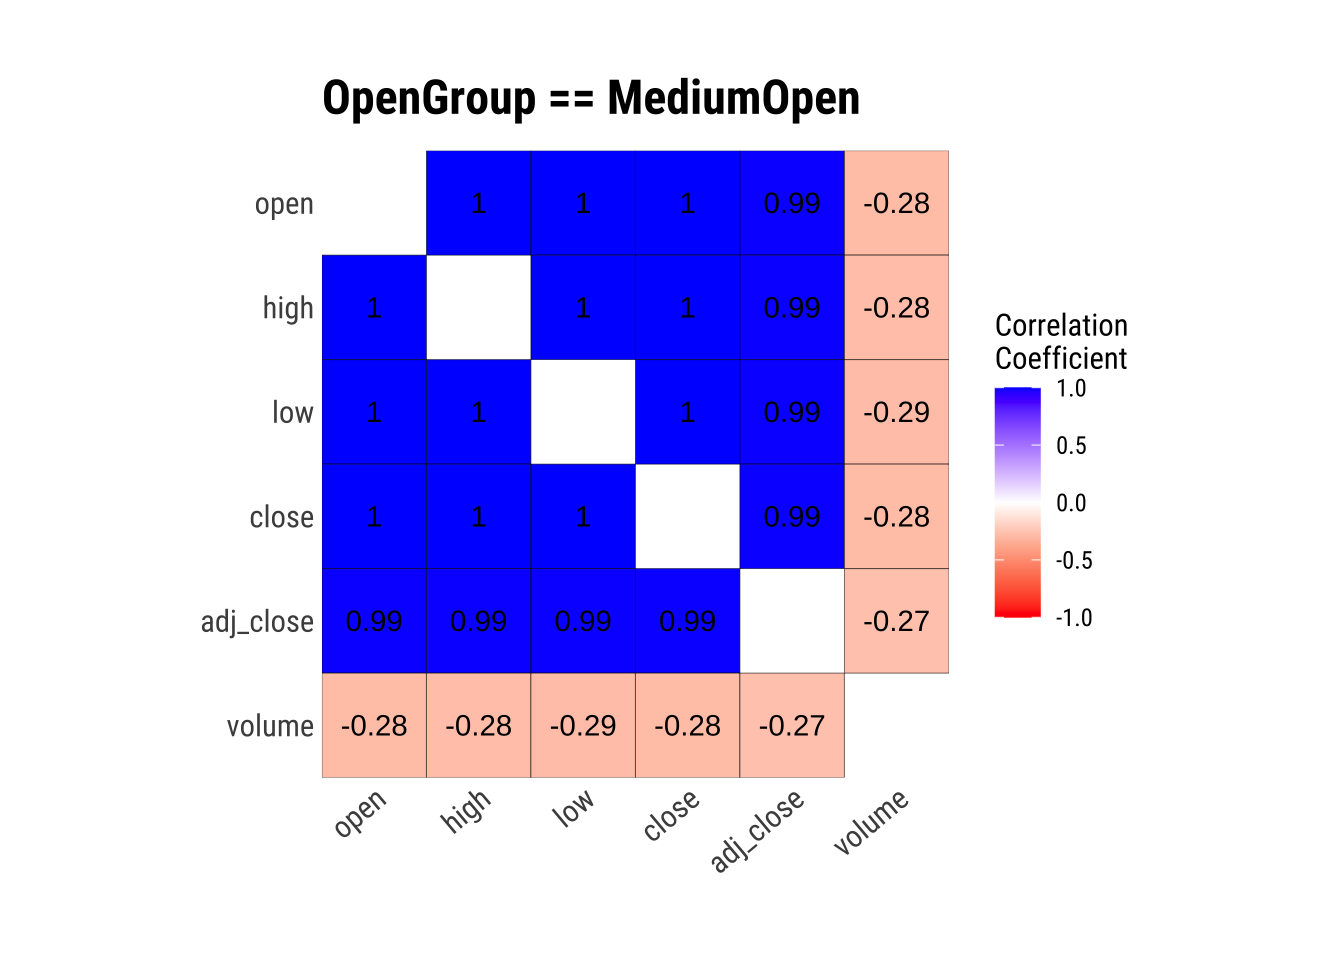 OpenGroup == MediumOpen
open 1 1 1 0.99 -0.28
high 1 1 1 0.99 -0.28
low 1 1 1 0.99 -0.29
close 1 1 1 0.99 -0.28
adj_close 0.99 0.99 0.99 0.99 -0.27
volume -0.28 -0.28 -0.29 -0.28 -0.27
open high low close adj_close volume
Correlation
Coefficient
1.0
0.5
0.0
-0.5
-1.0